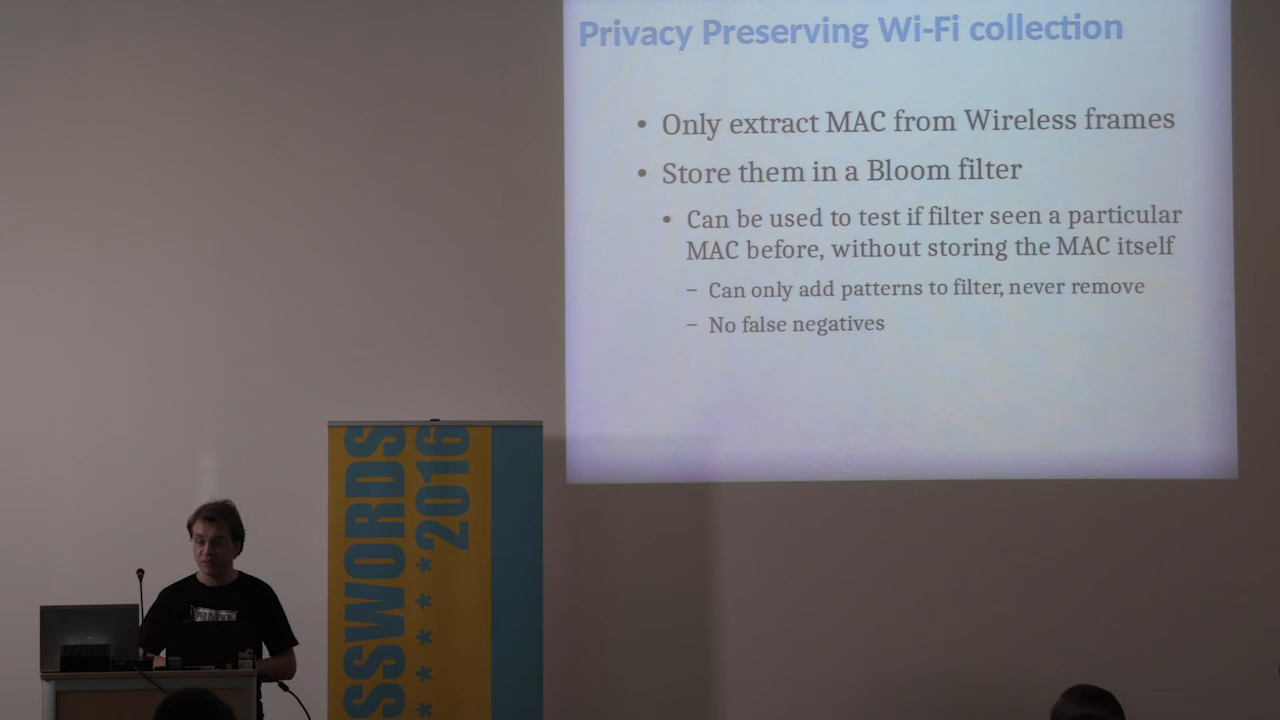 Privacy Preserving Wi-Fi collection
• Only extract MAC from Wireless frames
• Store them in a Bloom filter
• Can be used to test if filter seen a particular
MAC before, without storing the MAC itself
– Can only add patterns to filter, never remove
– No false negatives
SSWORDS
*****2016